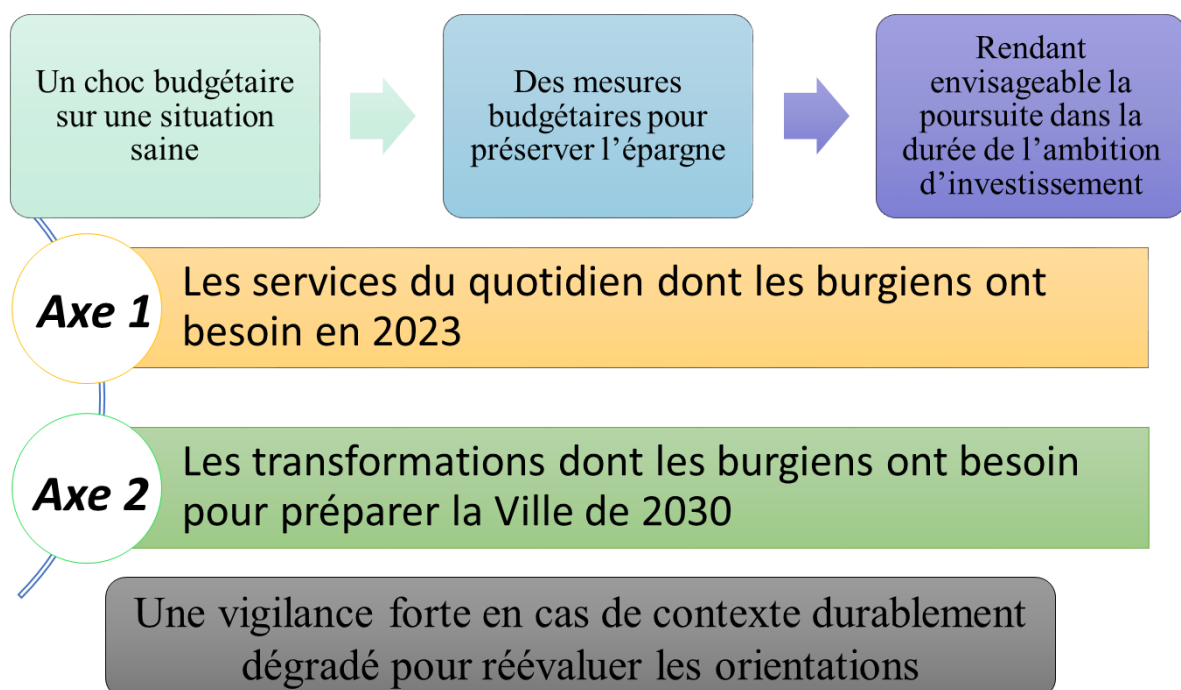 Un choc budgétaire
sur une situation
saine
Des mesures
budgétaires pour
préserver l’épargne
Rendant
envisageable la
poursuite dans la
durée de l’ambition
d’investissement
Axe 1
Les services du quotidien dont les burgiens ont
besoin en 2023
Axe 2
Les transformations dont les burgiens ont besoin
pour préparer la Ville de 2030
Une vigilance forte en cas de contexte durablement
dégradé pour réévaluer les orientations